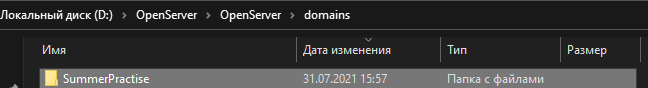 Локальный диск (D:) › OpenServer › OpenServer › domains
Имя Дата изменения Тип Размер
SummerPractise 31.07.2021 15:57 Папка с файлами